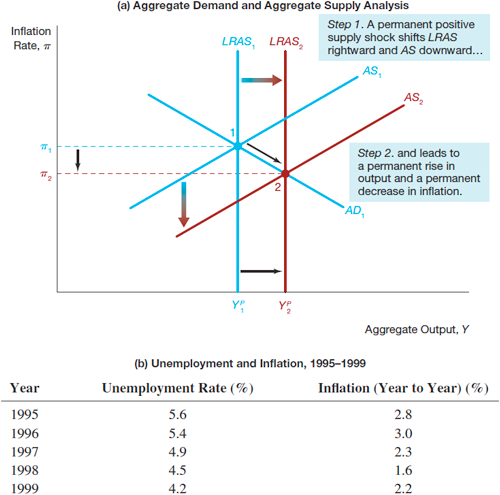 (a) Aggregate Demand and Aggregate Supply Analysis
Inflation
Rate, π
LRAS1
LRAS2
Step 1. A permanent positive
supply shock shifts LRAS
rightward and AS downward…
AS1
AS2
1
π1
π2
2
Step 2. and leads to
a permanent rise in
output and a permanent
decrease in inflation.
AD1
Y1P
Y2P
Aggregate Output, Y
(b) Unemployment and Inflation, 1995–1999
Year Unemployment Rate (%) Inflation (Year to Year) (%)
1995 5.6 2.8
1996 5.4 3.0
1997 4.9 2.3
1998 4.5 1.6
1999 4.2 2.2